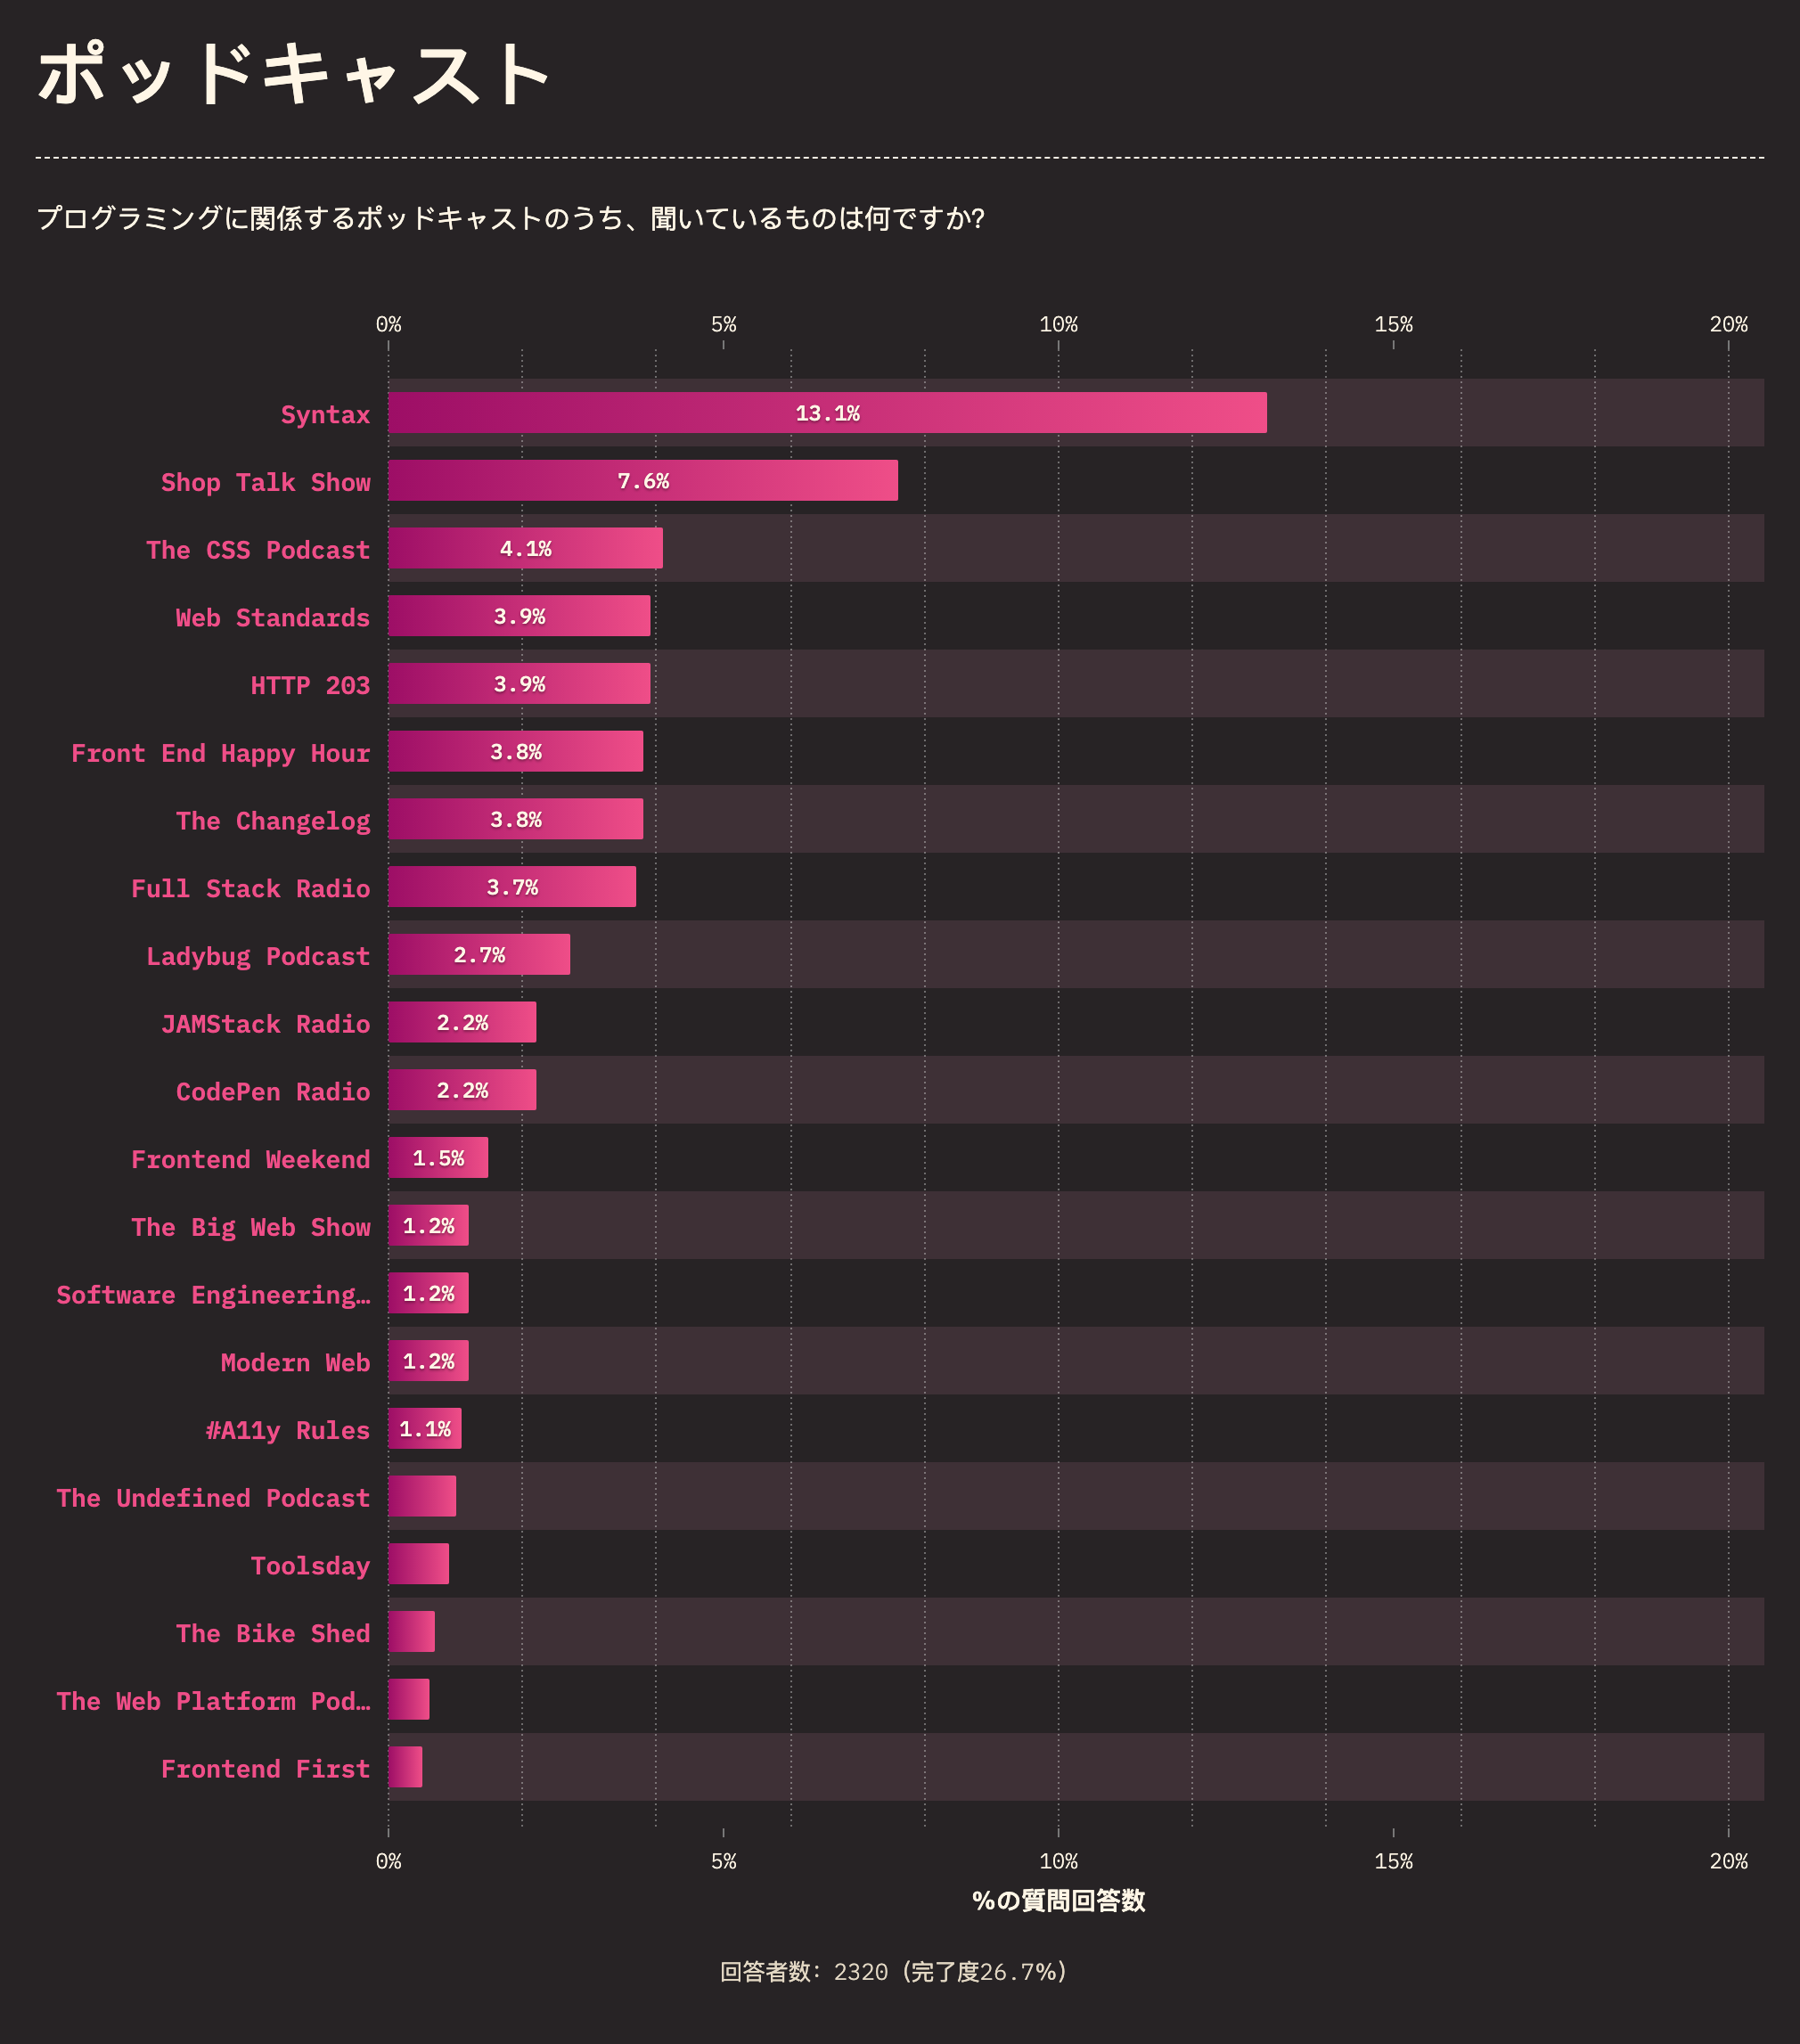 ポッドキャスト
プログラミングに関係するポッドキャストのうち、聞いているものは何ですか?
0% 5% 10% 15% 20%
Syntax 13.1%
Shop Talk Show 7.6%
The CSS Podcast 4.1%
Web Standards 3.9%
HTTP 203 3.9%
Front End Happy Hour 3.8%
The Changelog 3.8%
Full Stack Radio 3.7%
Ladybug Podcast 2.7%
JAMStack Radio 2.2%
CodePen Radio 2.2%
Frontend Weekend 1.5%
The Big Web Show 1.2%
Software Engineering… 1.2%
Modern Web 1.2%
#A11y Rules 1.1%
The Undefined Podcast
Toolsday
The Bike Shed
The Web Platform Pod…
Frontend First
0% 5% 10% 15% 20%
%の質問回答数
回答者数: 2320 (完了度26.7%)